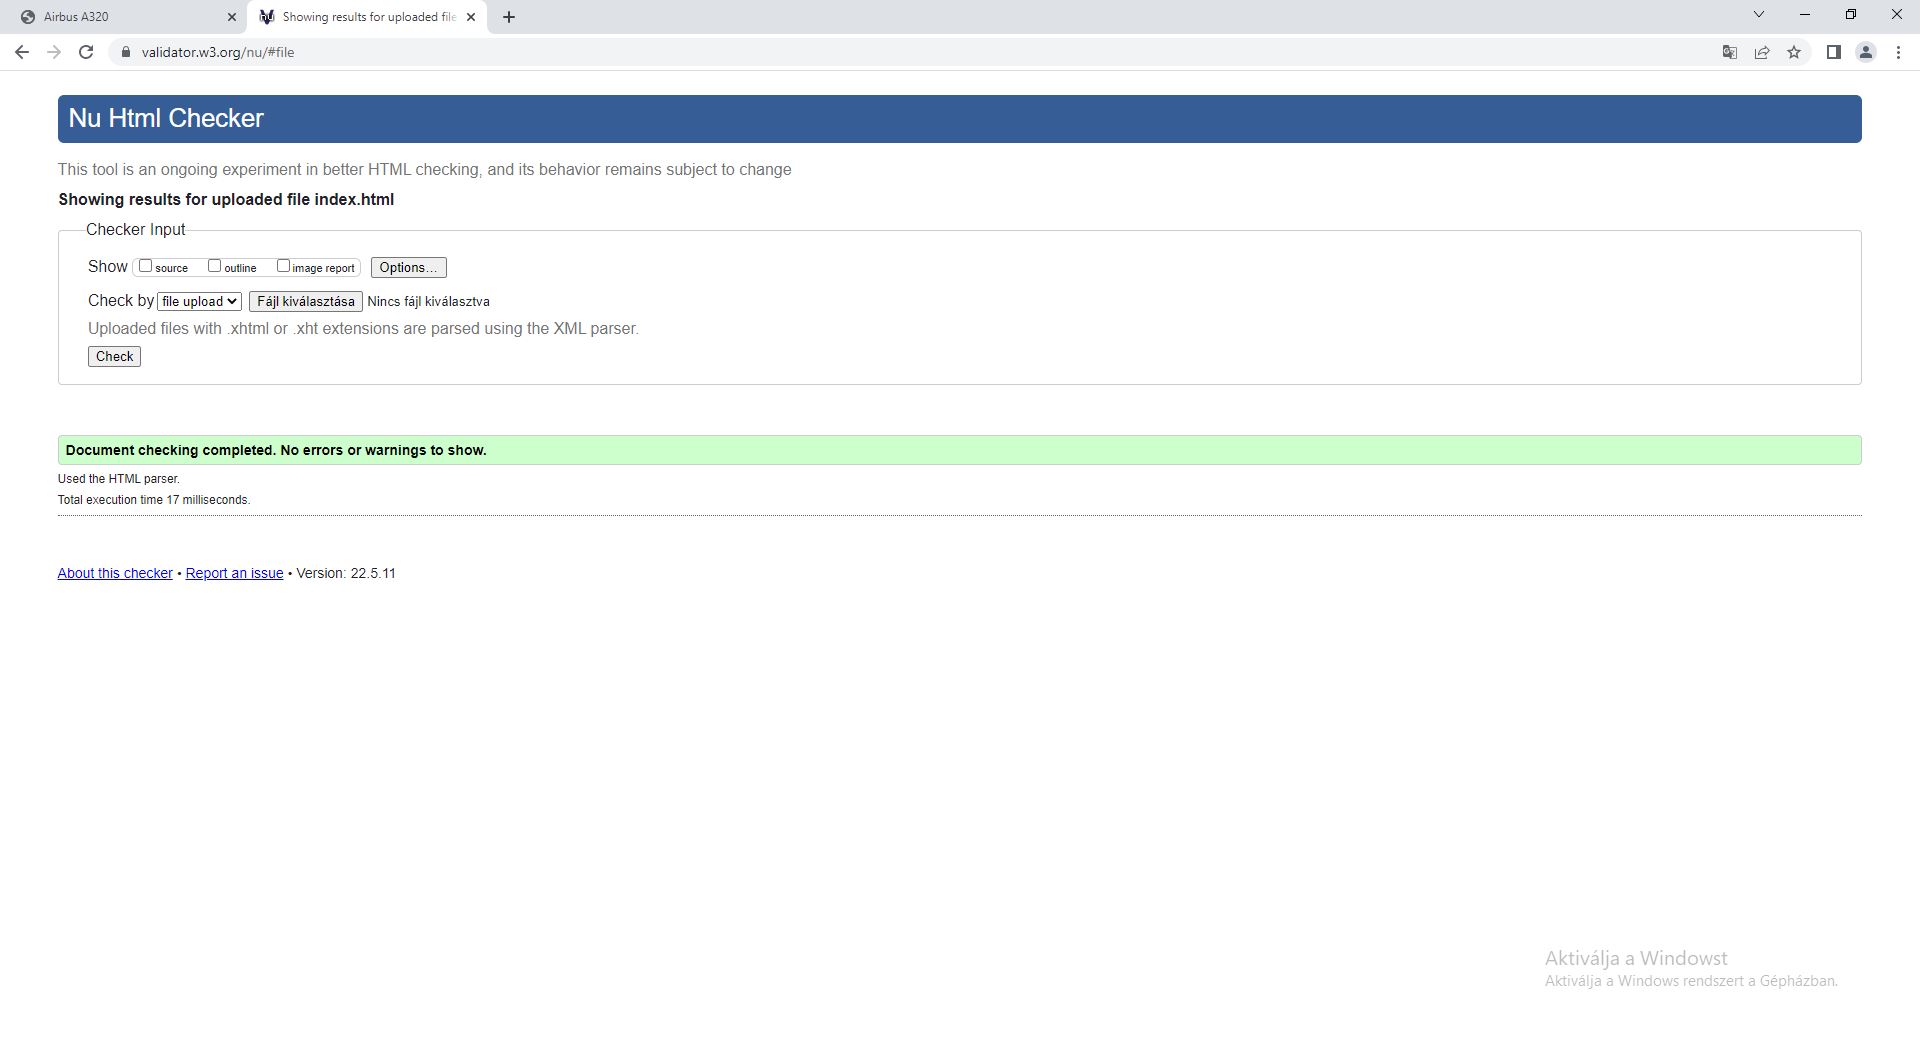 Airbus A320
Showing results for uploaded file
validator.w3.org/nu/#file
Nu Html Checker
This tool is an ongoing experiment in better HTML checking, and its behavior remains subject to change
Showing results for uploaded file index.html
Checker Input
Show source outline image report Options...
Check by file upload Fájl kiválasztása Nincs fájl kiválasztva
Uploaded files with .xhtml or .xht extensions are parsed using the XML parser.
Check
Document checking completed. No errors or warnings to show.
Used the HTML parser.
Total execution time 17 milliseconds.
About this checker • Report an issue • Version: 22.5.11
Aktiválja a Windowst
Aktiválja a Windows rendszert a Gépházban.